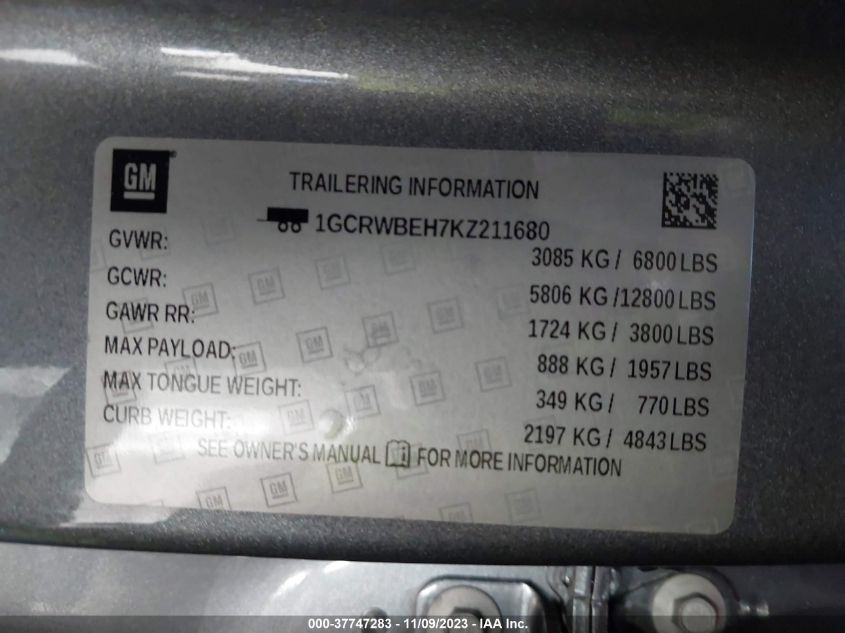 GM
TRAILERING INFORMATION
1GCRWBEH7KZ211680
GVWR: 3085 KG / 6800 LBS
GCWR: 5806 KG /12800 LBS
GAWR RR: 1724 KG / 3800 LBS
MAX PAYLOAD: 888 KG / 1957 LBS
MAX TONGUE WEIGHT: 349 KG / 770 LBS
CURB WEIGHT: 2197 KG / 4843 LBS
SEE OWNER'S MANUAL FOR MORE INFORMATION
000-37747283 - 11/09/2023 - IAA Inc.